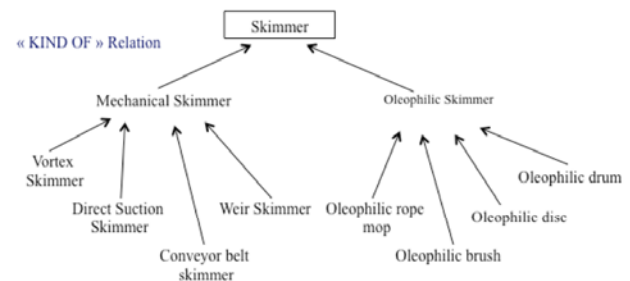 Skimmer
« KIND OF » Relation
Mechanical Skimmer
Oleophilic Skimmer
Vortex
Skimmer
Direct Suction
Skimmer
Conveyor belt
skimmer
Weir Skimmer
Oleophilic rope
mop
Oleophilic brush
Oleophilic disc
Oleophilic drum